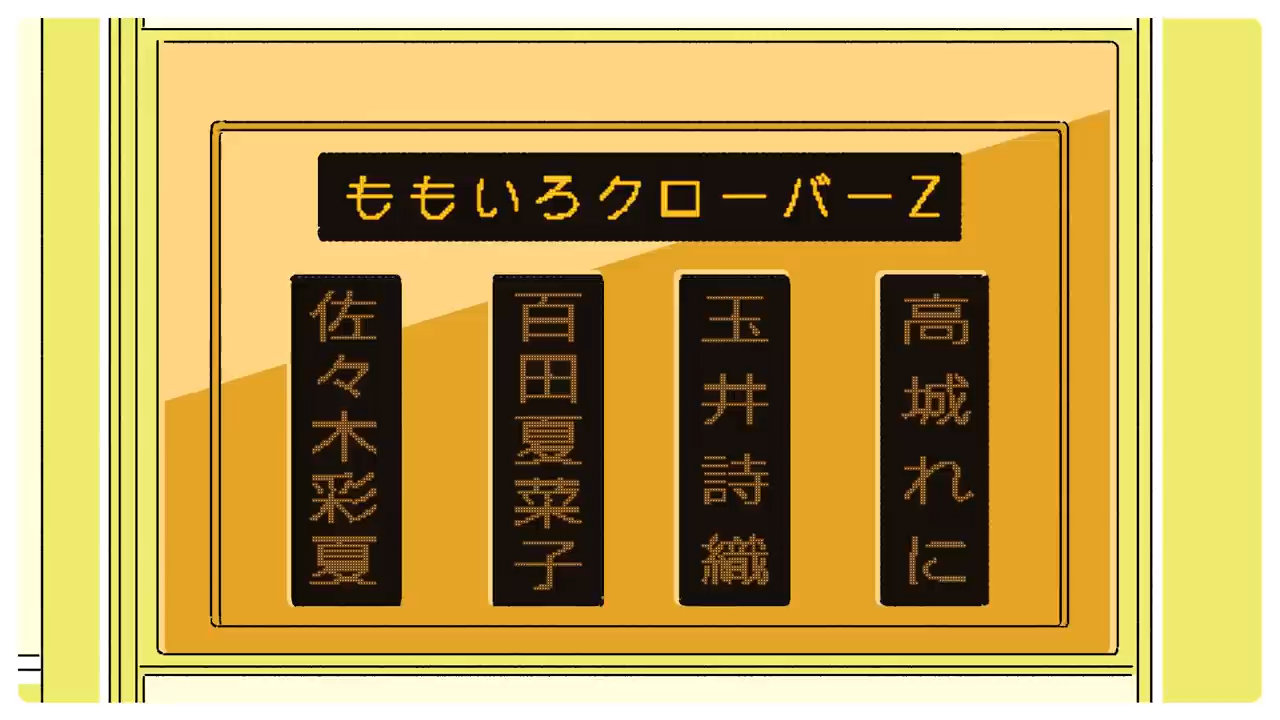 ももいろクローバーZ
高城れに
玉井詩織
百田夏菜子
佐々木彩夏